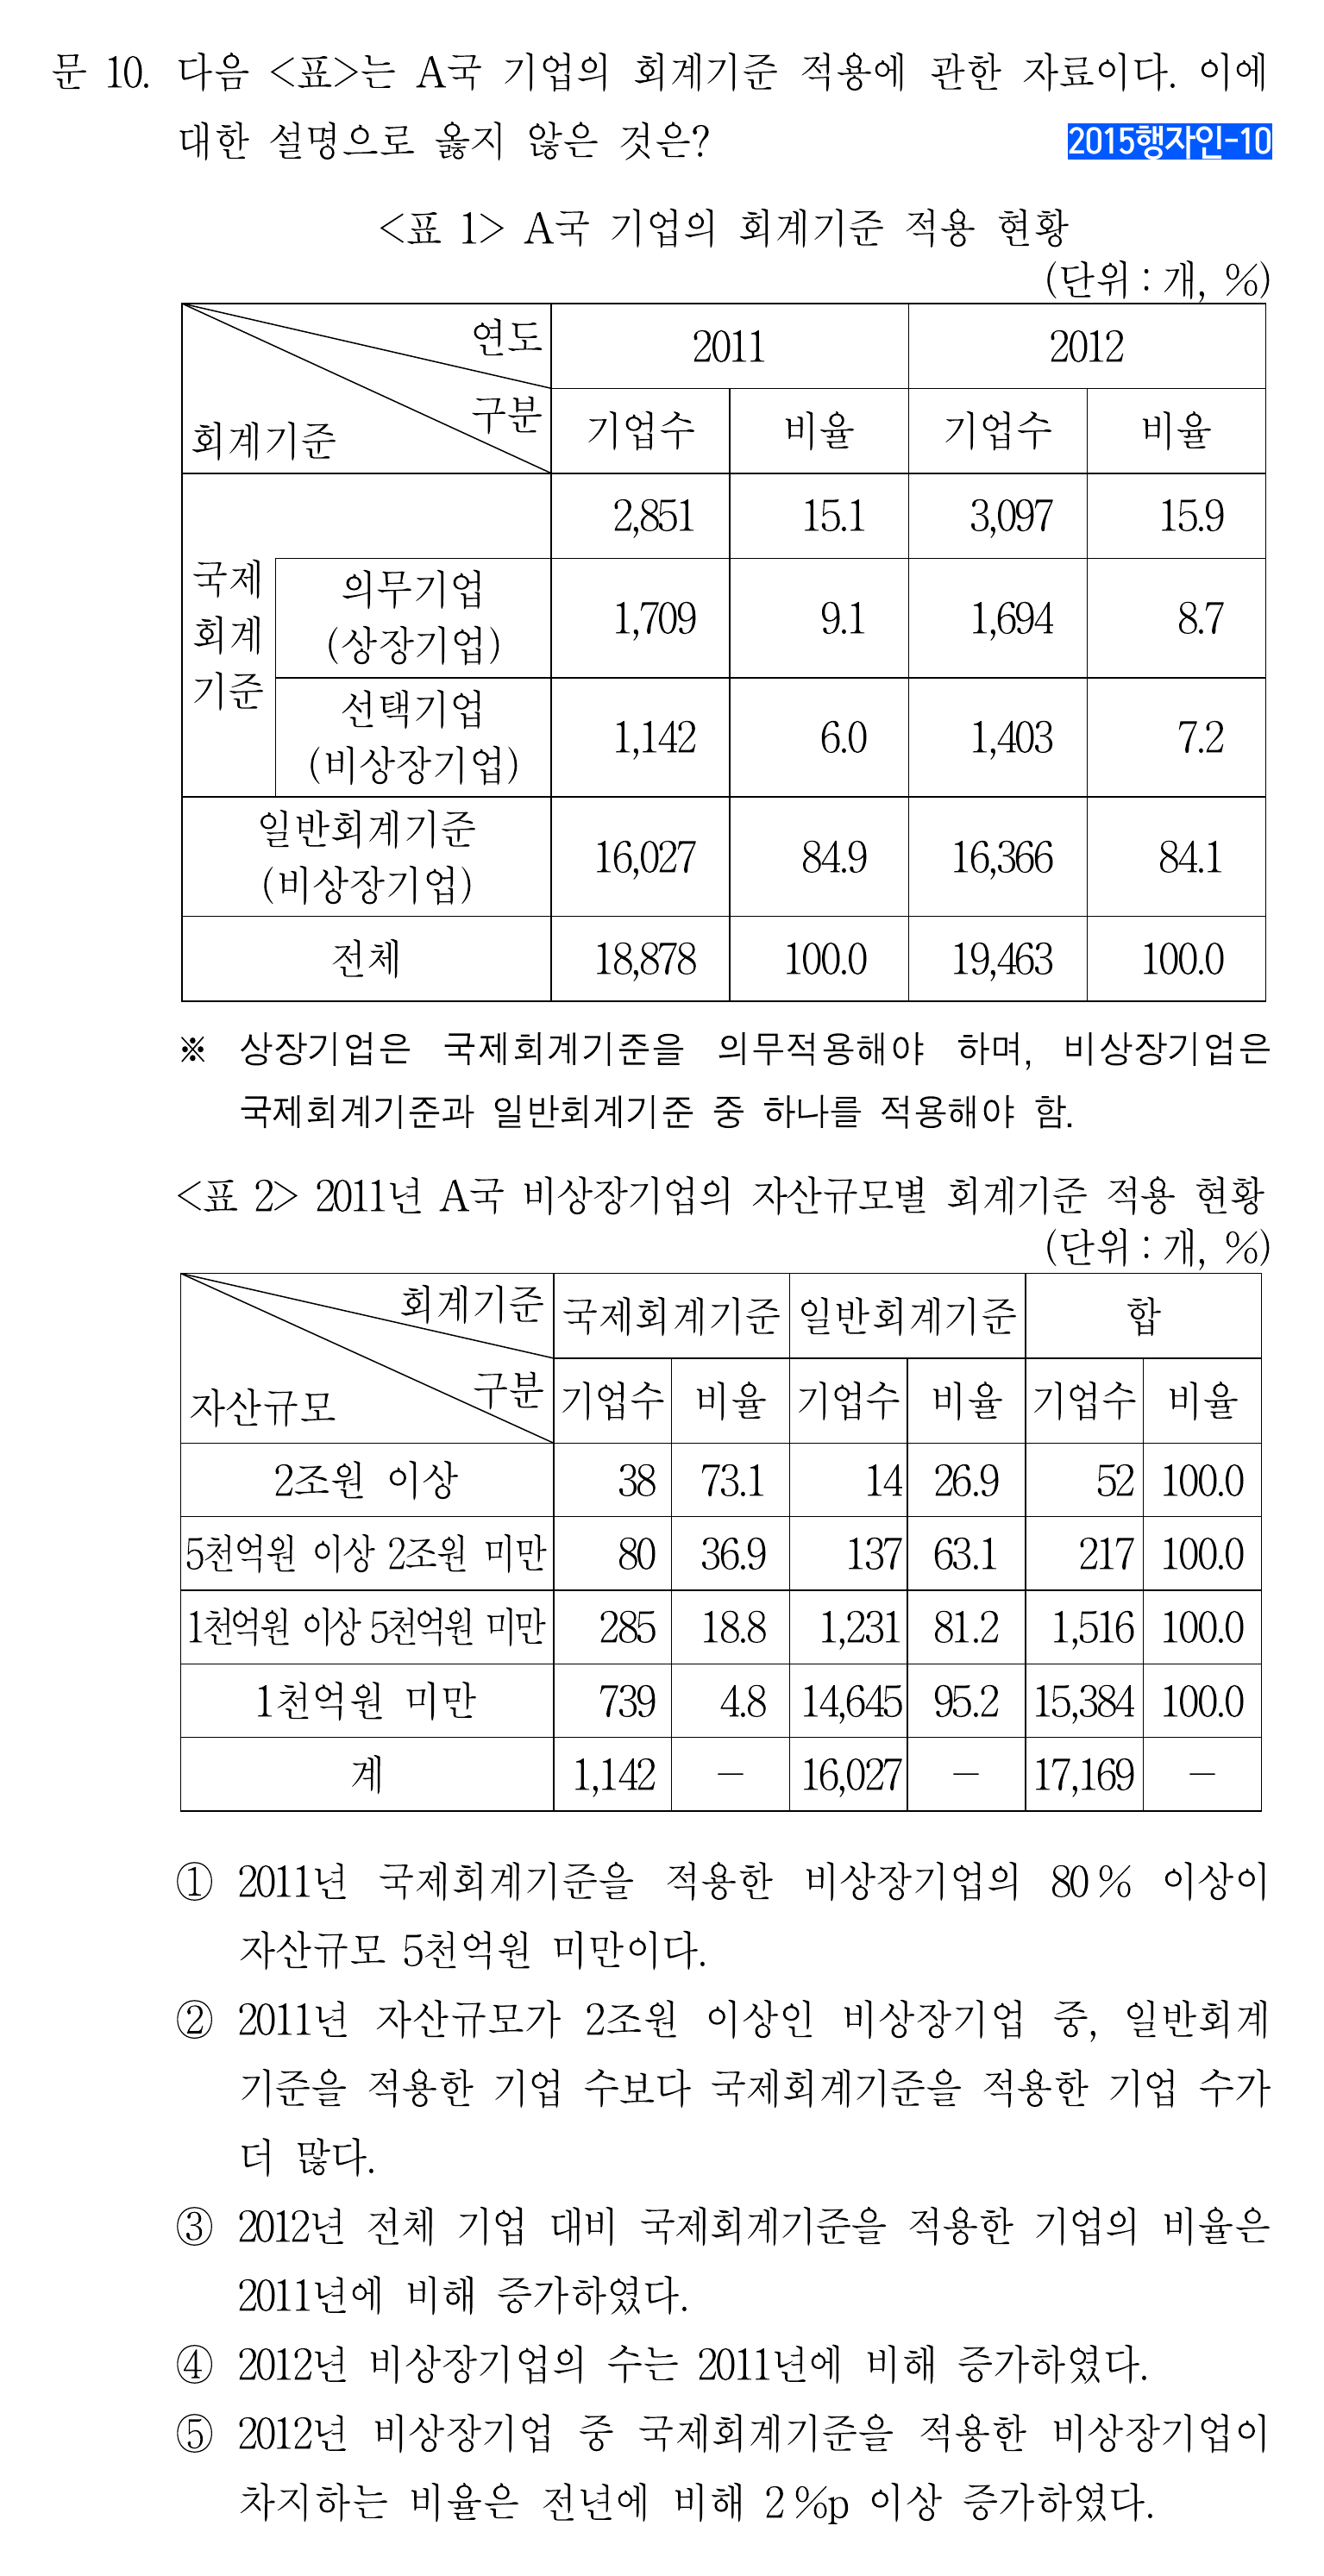 문 10. 다음 <표>는 A국 기업의 회계기준 적용에 관한 자료이다. 이에
대한 설명으로 옳지 않은 것은?
2015행자인-10
<표 1> A국 기업의 회계기준 적용 현황
(단위 : 개, %)
연도 2011 2012
구분
회계기준 기업수 비율 기업수 비율
국제회계기준 2,851 15.1 3,097 15.9
의무기업
(상장기업) 1,709 9.1 1,694 8.7
선택기업
(비상장기업) 1,142 6.0 1,403 7.2
일반회계기준
(비상장기업) 16,027 84.9 16,366 84.1
전체 18,878 100.0 19,463 100.0
※ 상장기업은 국제회계기준을 의무적용해야 하며, 비상장기업은
국제회계기준과 일반회계기준 중 하나를 적용해야 함.
<표 2> 2011년 A국 비상장기업의 자산규모별 회계기준 적용 현황
(단위 : 개, %)
회계기준 국제회계기준 일반회계기준 합
구분
자산규모 기업수 비율 기업수 비율 기업수 비율
2조원 이상 38 73.1 14 26.9 52 100.0
5천억원 이상 2조원 미만 80 36.9 137 63.1 217 100.0
1천억원 이상 5천억원 미만 285 18.8 1,231 81.2 1,516 100.0
1천억원 미만 739 4.8 14,645 95.2 15,384 100.0
계 1,142 － 16,027 － 17,169 －
① 2011년 국제회계기준을 적용한 비상장기업의 80 % 이상이
자산규모 5천억원 미만이다.
② 2011년 자산규모가 2조원 이상인 비상장기업 중, 일반회계
기준을 적용한 기업 수보다 국제회계기준을 적용한 기업 수가
더 많다.
③ 2012년 전체 기업 대비 국제회계기준을 적용한 기업의 비율은
2011년에 비해 증가하였다.
④ 2012년 비상장기업의 수는 2011년에 비해 증가하였다.
⑤ 2012년 비상장기업 중 국제회계기준을 적용한 비상장기업이
차지하는 비율은 전년에 비해 2 %p 이상 증가하였다.